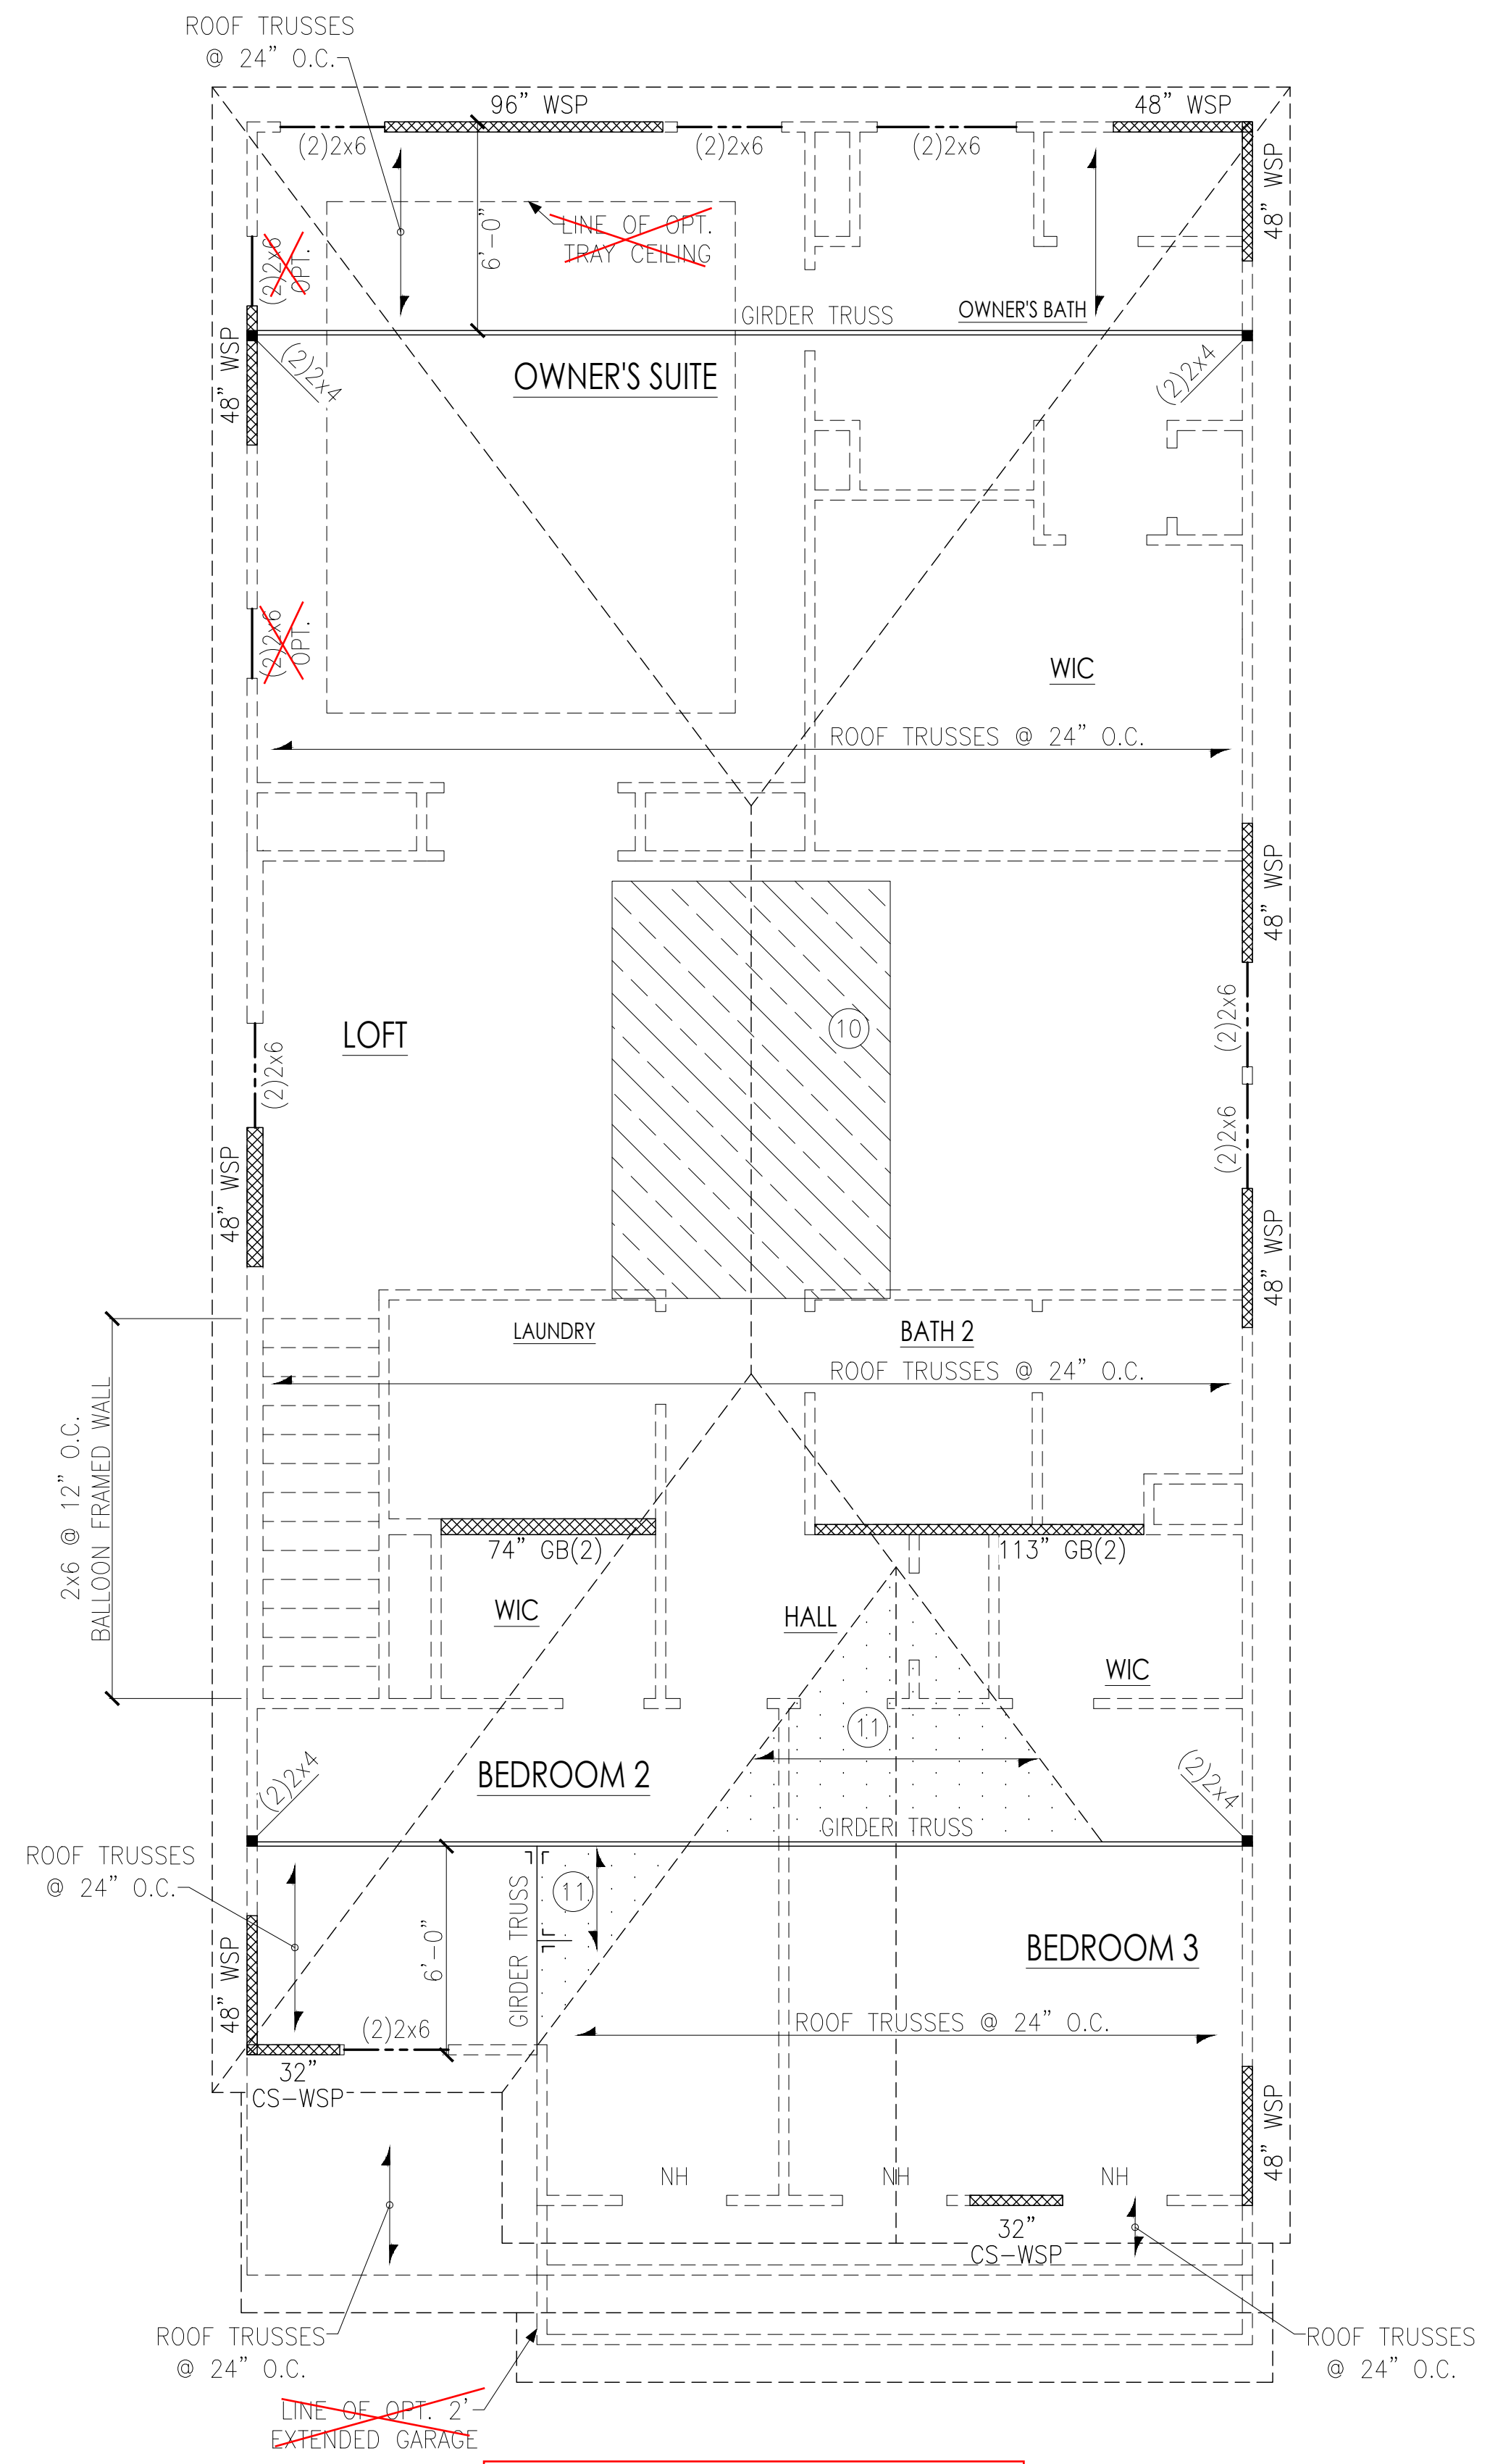 ROOF TRUSSES
@ 24” O.C.
96” WSP
48” WSP
(2)2x6
(2)2x6
(2)2x6
48” WSP
LINE OF OPT.
TRAY CEILING
6'-0"
(2)2x6
OPT.
GIRDER TRUSS
OWNER'S BATH
48” WSP
(2)2x4
OWNER'S SUITE
(2)2x4
(2)2x6
OPT.
WIC
ROOF TRUSSES @ 24” O.C.
48” WSP
LOFT
10
(2)2x6
(2)2x6
(2)2x6
48” WSP
48” WSP
LAUNDRY
BATH 2
ROOF TRUSSES @ 24” O.C.
2x6 @ 12” O.C.
BALLOON FRAMED WALL
74” GB(2)
113” GB(2)
WIC
HALL
WIC
11
(2)2x4
BEDROOM 2
(2)2x4
GIRDER TRUSS
ROOF TRUSSES
@ 24” O.C.
11
GIRDER TRUSS
6'-0"
BEDROOM 3
48” WSP
(2)2x6
ROOF TRUSSES @ 24” O.C.
32”
CS-WSP
48” WSP
NH
NH
NH
32”
CS-WSP
ROOF TRUSSES
@ 24” O.C.
ROOF TRUSSES
@ 24” O.C.
LINE OF OPT. 2'
EXTENDED GARAGE